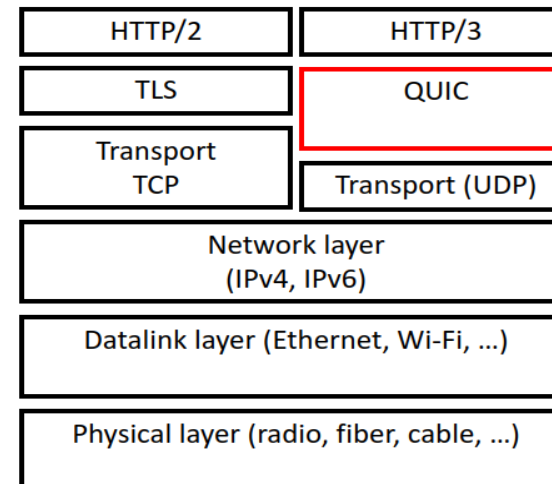 HTTP/2
HTTP/3
TLS
QUIC
Transport
TCP
Transport (UDP)
Network layer
(IPv4, IPv6)
Datalink layer (Ethernet, Wi-Fi, ...)
Physical layer (radio, fiber, cable, ...)